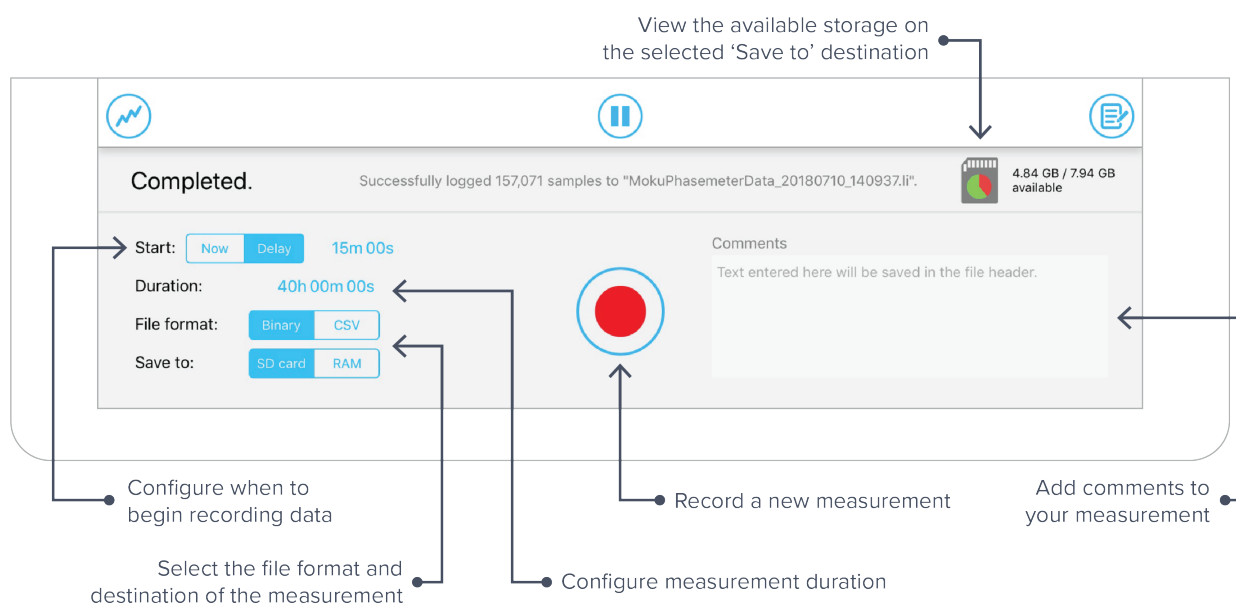 View the available storage on
the selected ‘Save to’ destination
Completed.
Successfully logged 157,071 samples to "MokuPhasemeterData_20180710_140937.li".
4.84 GB / 7.94 GB
available
Start: Now Delay 15m 00s
Duration: 40h 00m 00s
File format: Binary CSV
Save to: SD card RAM
Comments
Text entered here will be saved in the file header.
Configure when to
begin recording data
Record a new measurement
Add comments to
your measurement
Select the file format and
destination of the measurement
Configure measurement duration